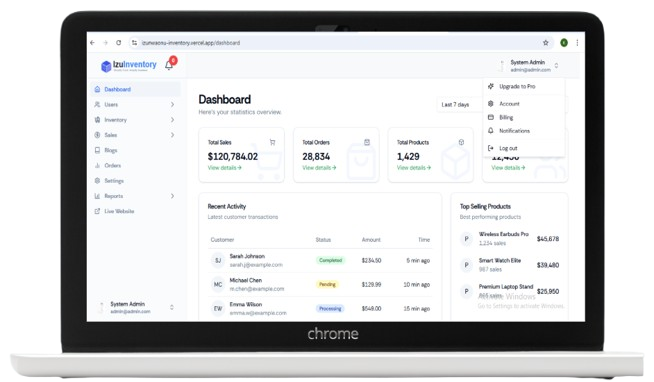 izunwaonu-inventory.vercel.app/dashboard
IzuInventory
System Admin
admin@admin.com
Dashboard
Users
Inventory
Sales
Blogs
Orders
Settings
Reports
Live Website
System Admin
admin@admin.com
Dashboard
Here's your statistics overview.
Last 7 days
Upgrade to Pro
Account
Billing
Notifications
Log out
Total Sales
$120,784.02
View details →
Total Orders
28,834
View details →
Total Products
1,429
View details →
12,456
View details →
Recent Activity
Latest customer transactions
Customer Status Amount Time
SJ Sarah Johnson Completed $234.50 5 min ago
sarah.j@example.com
MC Michael Chen Pending $129.99 10 min ago
m.chen@example.com
EW Emma Wilson Processing $549.00 15 min ago
emma.w@example.com
Top Selling Products
Best performing products
P Wireless Earbuds Pro $45,678
1,234 sales
P Smart Watch Elite $39,480
987 sales
P Premium Laptop Stand $25,950
sales
Activate Windows
Go to Settings to activate Windows.
chrome